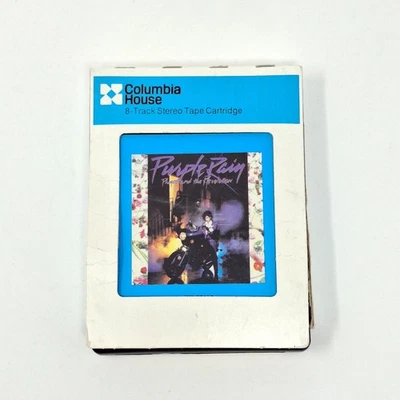 Columbia
House
8-Track Stereo Tape Cartridge
Purple Rain
Prince and the Revolution